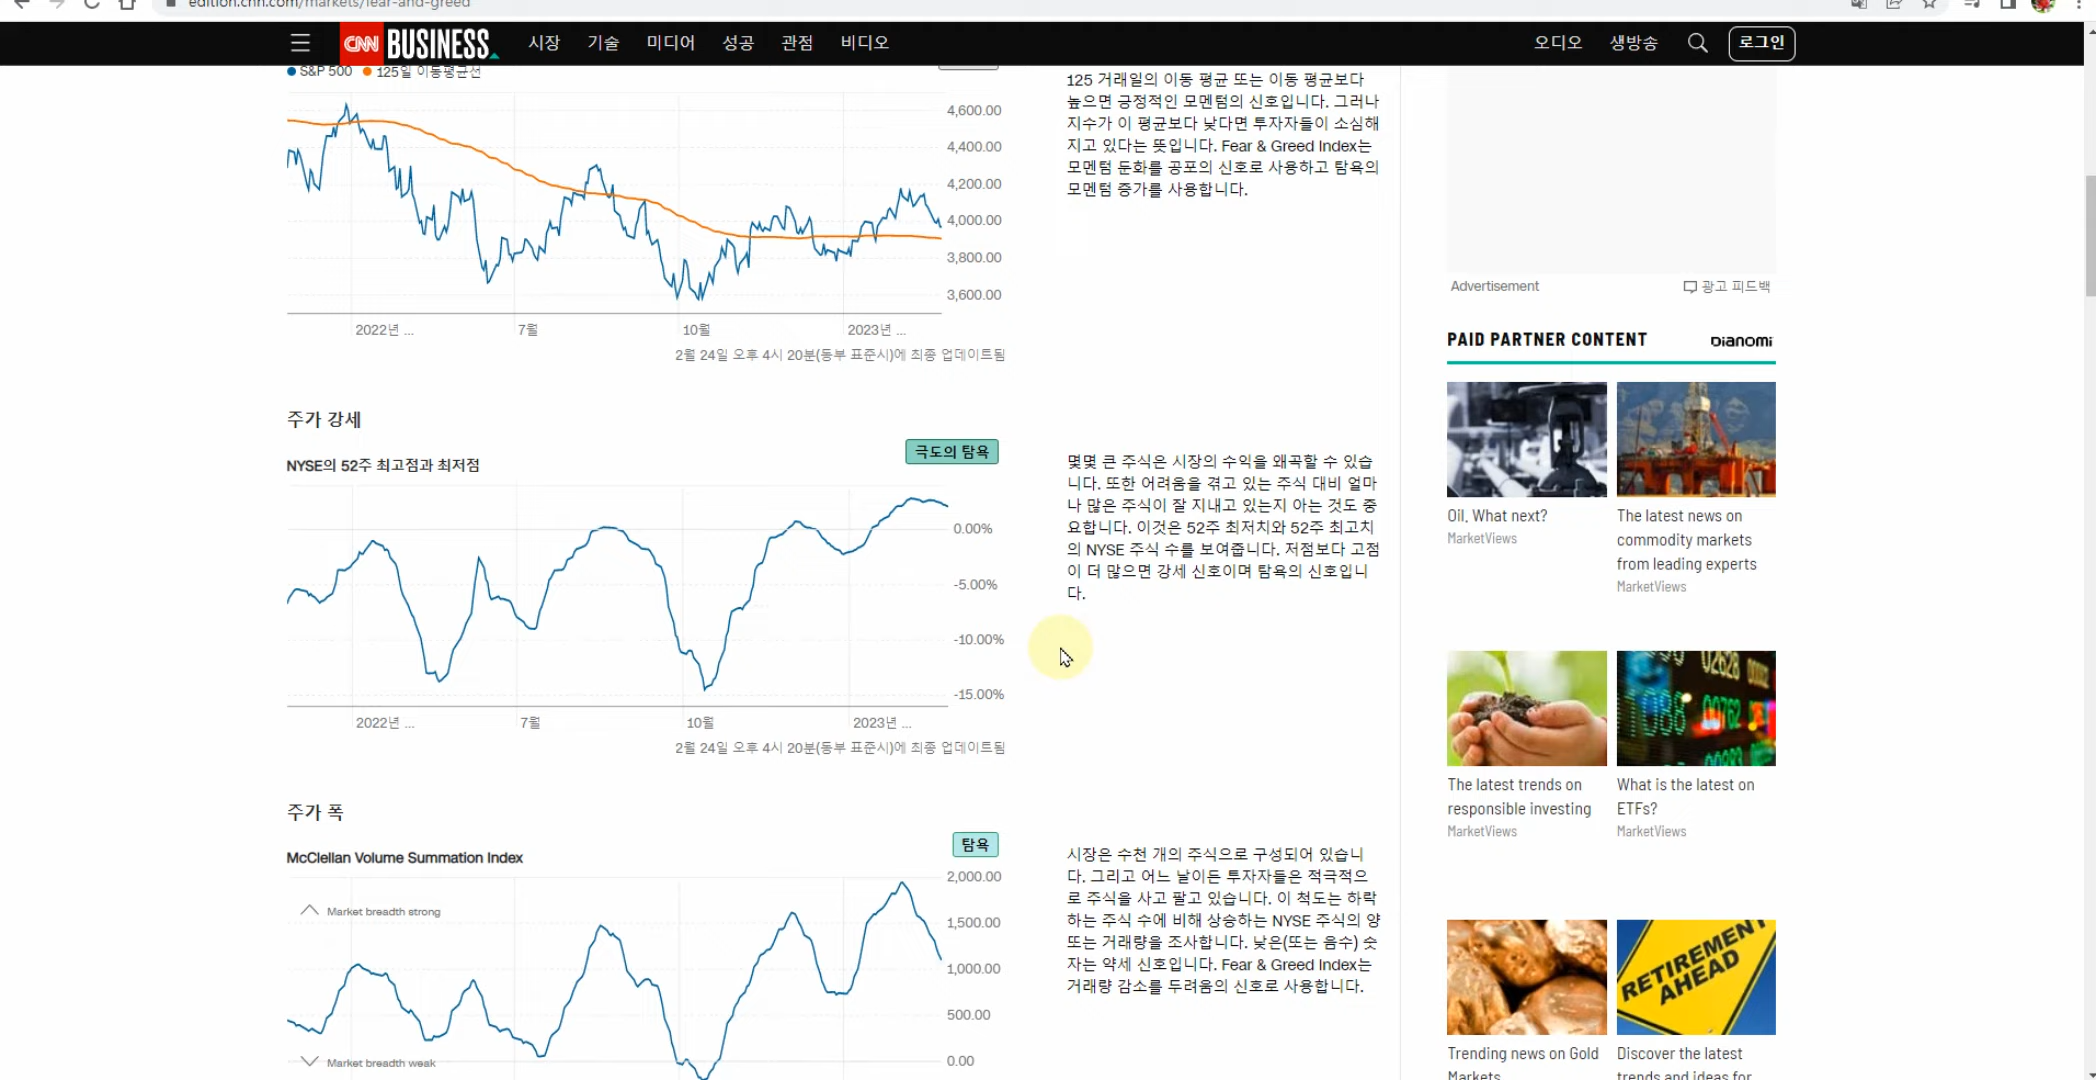 edition.cnn.com/markets/fear-and-greed
CNN BUSINESS
시장 기술 미디어 성공 관점 비디오
오디오 생방송 로그인
S&P 500 125일 이동평균선
4,600.00
4,400.00
4,200.00
4,000.00
3,800.00
3,600.00
2022년 ... 7월 10월 2023년 ...
2월 24일 오후 4시 20분(동부 표준시)에 최종 업데이트됨
125 거래일의 이동 평균 또는 이동 평균보다
높으면 긍정적인 모멘텀의 신호입니다. 그러나
지수가 이 평균보다 낮다면 투자자들이 소심해
지고 있다는 뜻입니다. Fear & Greed Index는
모멘텀 둔화를 공포의 신호로 사용하고 탐욕의
모멘텀 증가를 사용합니다.
주가 강세
NYSE의 52주 최고점과 최저점
극도의 탐욕
0.00%
-5.00%
-10.00%
-15.00%
2022년 ... 7월 10월 2023년 ...
2월 24일 오후 4시 20분(동부 표준시)에 최종 업데이트됨
몇몇 큰 주식은 시장의 수익을 왜곡할 수 있습
니다. 또한 어려움을 겪고 있는 주식 대비 얼마
나 많은 주식이 잘 지내고 있는지 아는 것도 중
요합니다. 이것은 52주 최저치와 52주 최고치
의 NYSE 주식 수를 보여줍니다. 저점보다 고점
이 더 많으면 강세 신호이며 탐욕의 신호입니
다.
주가 폭
McClellan Volume Summation Index
탐욕
2,000.00
1,500.00
1,000.00
500.00
0.00
Market breadth strong
Market breadth weak
시장은 수천 개의 주식으로 구성되어 있습니
다. 그리고 어느 날이든 투자자들은 적극적으
로 주식을 사고 팔고 있습니다. 이 척도는 하락
하는 주식 수에 비해 상승하는 NYSE 주식의 양
또는 거래량을 조사합니다. 낮은(또는 음수) 숫
자는 약세 신호입니다. Fear & Greed Index는
거래량 감소를 두려움의 신호로 사용합니다.
Advertisement 광고 피드백
PAID PARTNER CONTENT
DIANOMI
Oil. What next?
MarketViews
The latest news on
commodity markets
from leading experts
MarketViews
The latest trends on
responsible investing
MarketViews
What is the latest on
ETFs?
MarketViews
RETIREMENT
AHEAD
Trending news on Gold
Markets
Discover the latest
trends and ideas for